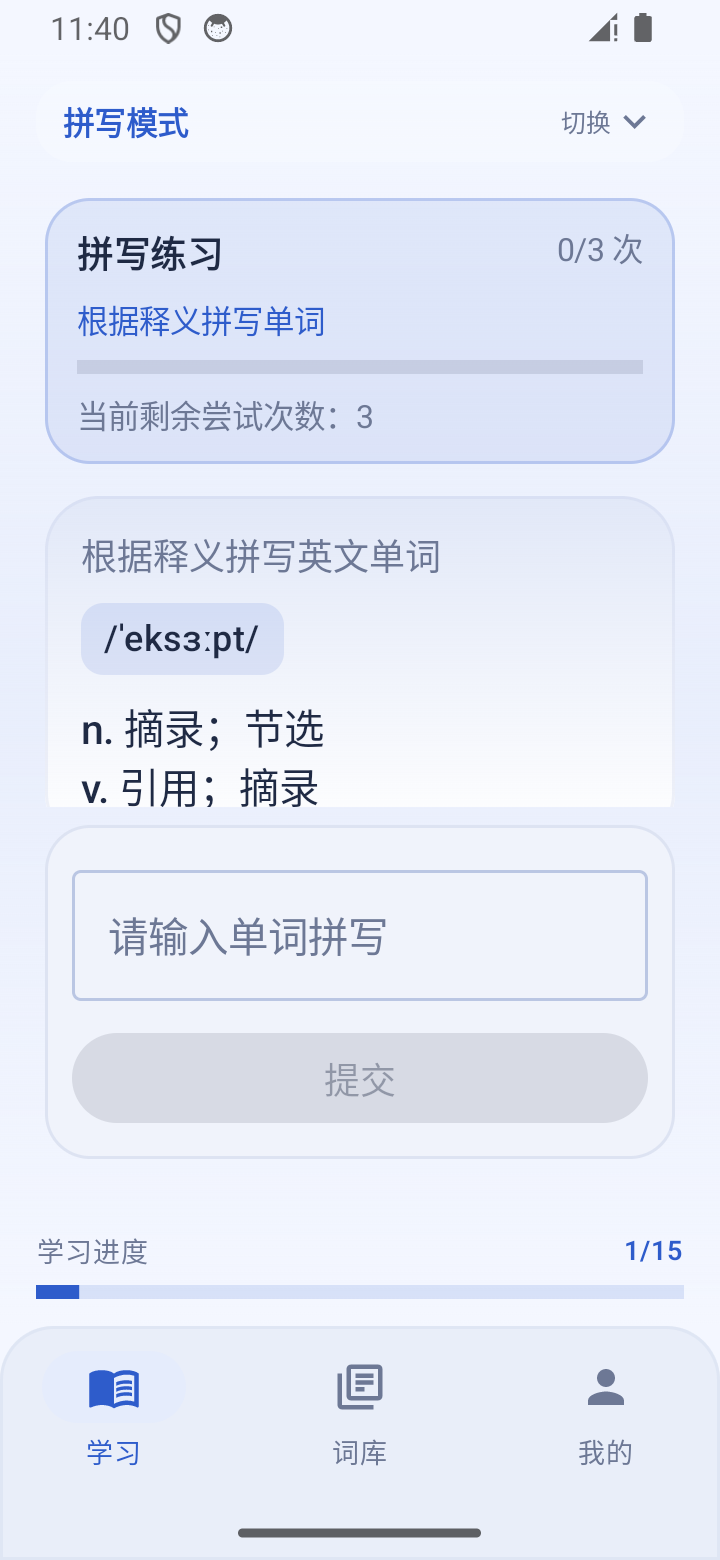 11:40
拼写模式
切换
拼写练习
0/3 次
根据释义拼写单词
当前剩余尝试次数：3
根据释义拼写英文单词
/ˈeksɜːpt/
n. 摘录；节选
v. 引用；摘录
请输入单词拼写
提交
学习进度
1/15
学习
词库
我的